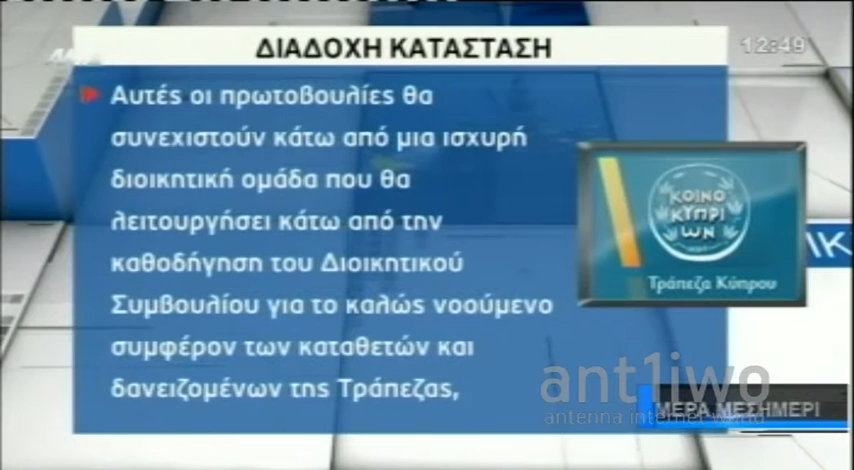 ΔΙΑΔΟΧΗ ΚΑΤΑΣΤΑΣΗ
12:49
Αυτές οι πρωτοβουλίες θα
συνεχιστούν κάτω από μια ισχυρή
διοικητική ομάδα που θα
λειτουργήσει κάτω από την
καθοδήγηση του Διοικητικού
Συμβουλίου για το καλώς νοούμενο
συμφέρον των καταθετών και
δανειζομένων της Τράπεζας,
ΚΟΙΝΟ
ΚΥΠΡΙ
ΩΝ
Τράπεζα Κύπρου
ΙΚ
ant1iwo
antenna internet world
ΜΕΡΑ ΜΕΣΗΜΕΡΙ